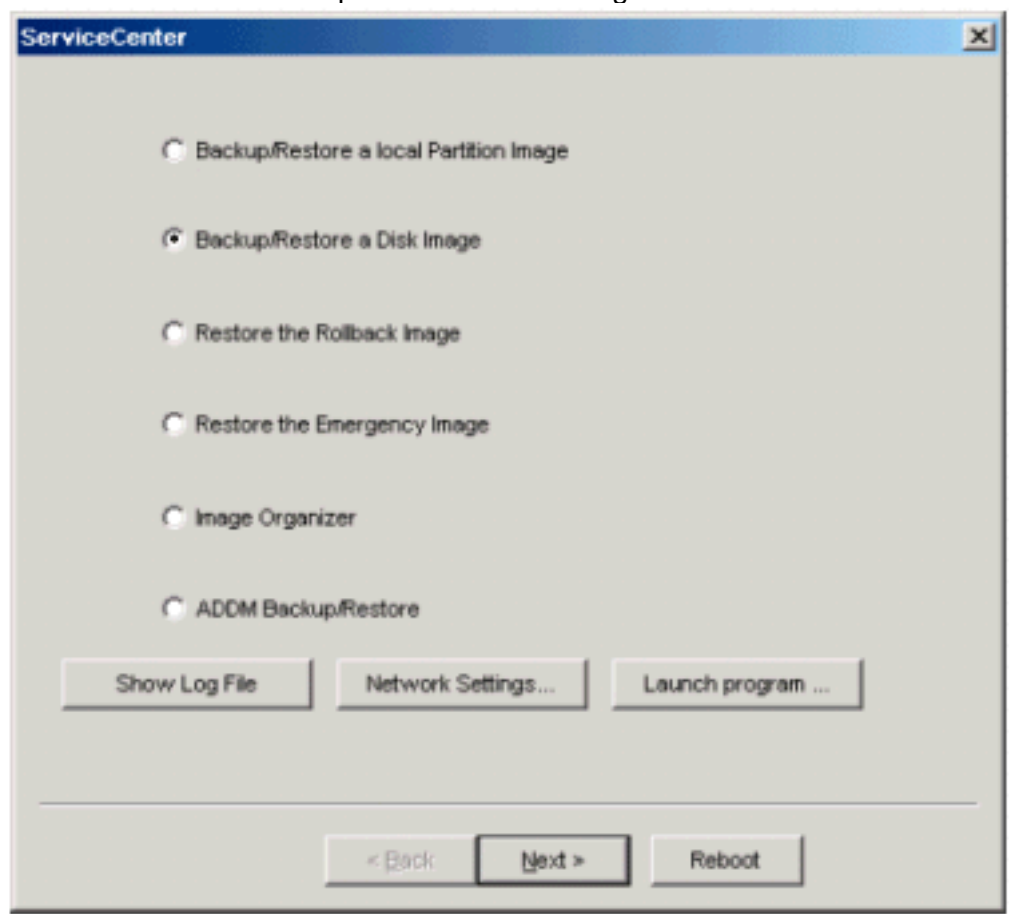 ServiceCenter
Backup/Restore a local Partition Image
Backup/Restore a Disk Image
Restore the Rollback Image
Restore the Emergency Image
Image Organizer
ADDM Backup/Restore
Show Log File Network Settings... Launch program ...
< Back Next > Reboot